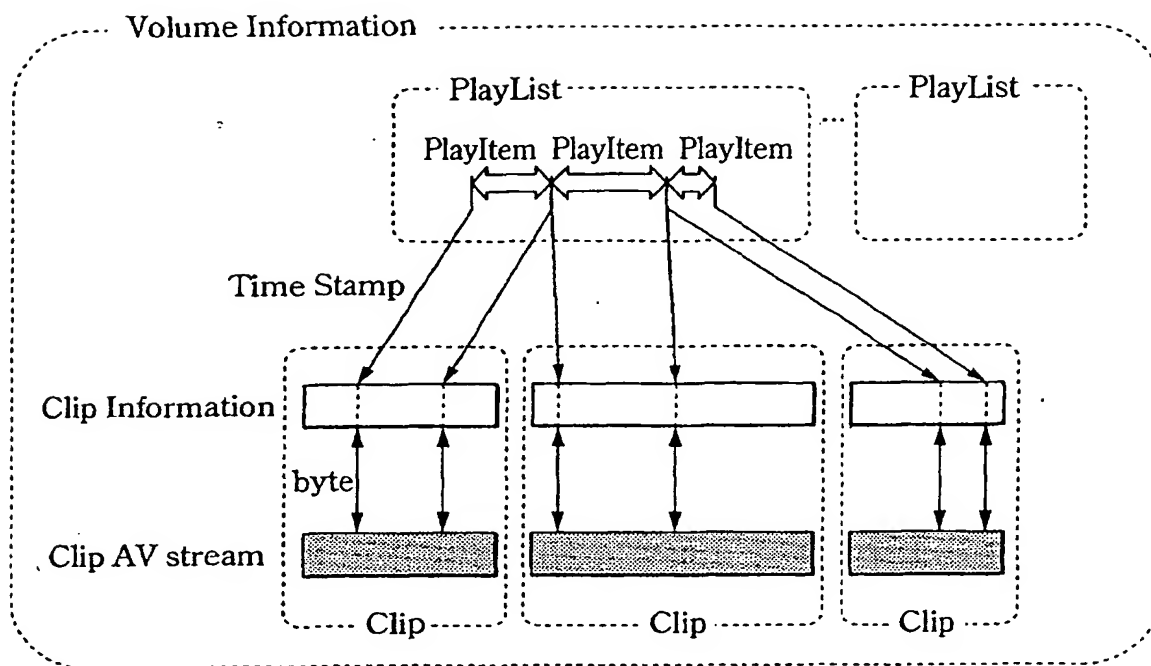 Volume Information
PlayList
PlayList
PlayItem PlayItem PlayItem
Time Stamp
Clip Information
byte
Clip AV stream
Clip
Clip
Clip